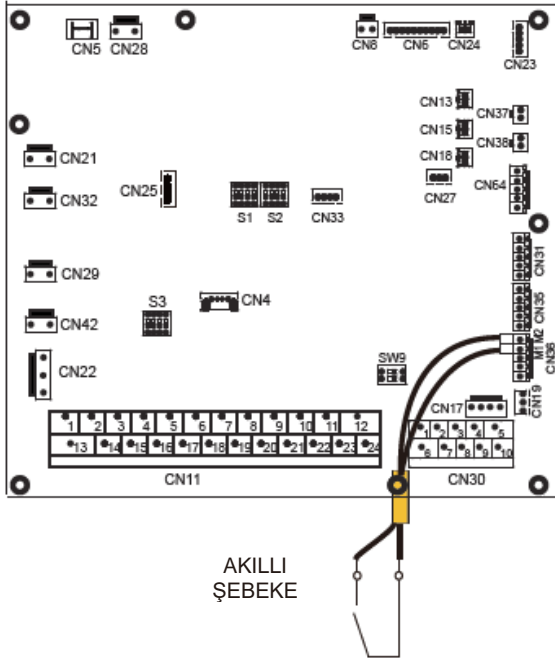 CN5 CN28 CN8 CN6 CN24 CN23
CN13 CN37
CN15 CN38
CN18
CN21 CN25 CN27 CN64
CN32 S1 S2 CN33
CN31
CN29 CN4 CN35
CN42 S3
M1 M2
CN36
CN22 SW9
CN17 CN19
1 2 3 4 5 6 7 8 9 10 11 12
13 14 15 16 17 18 19 20 21 22 23 24
1 2 3 4 5
6 7 8 9 10
CN11 CN30
AKILLI
ŞEBEKE